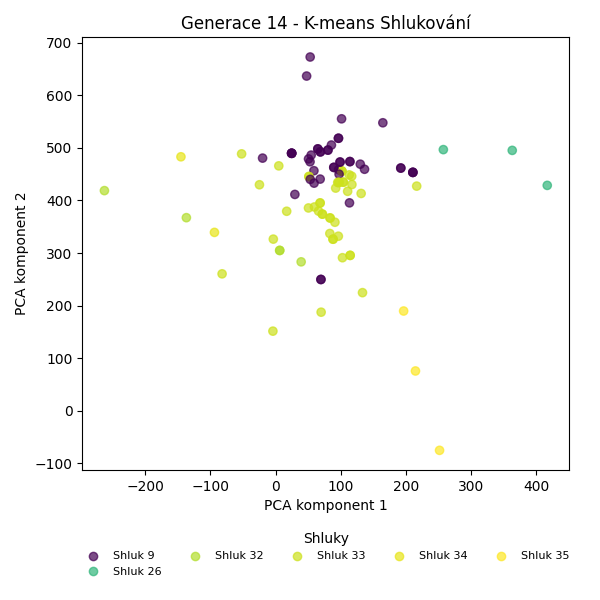 Generace 14 - K-means Shlukování
700
600
500
400
300
200
100
0
−100
PCA komponent 2
−200 −100 0 100 200 300 400
PCA komponent 1
Shluky
Shluk 9 Shluk 32 Shluk 33 Shluk 34 Shluk 35
Shluk 26